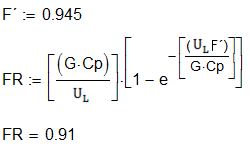 F´ := 0.945
FR := [(G·Cp)/U_L]·[1 − e^−[(U_L F´)/G·Cp]]
FR = 0.91